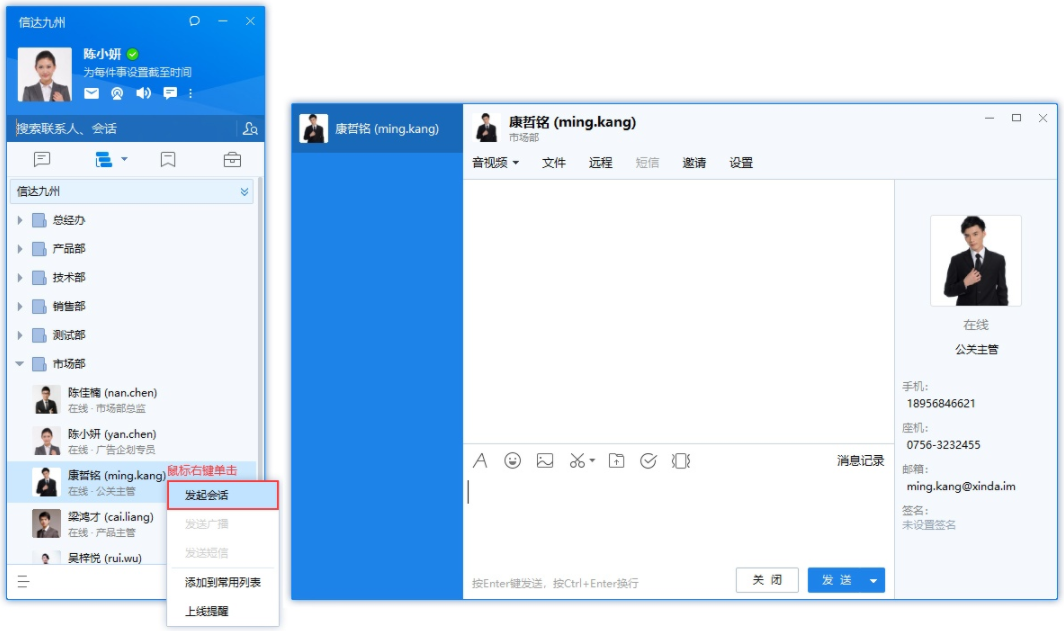 信达九州
陈小妍
为每件事设置截至时间
搜索联系人、会话
信达九州
总经办
产品部
技术部
销售部
测试部
市场部
陈佳楠 (nan.chen)
在线 - 市场部总监
陈小妍 (yan.chen)
在线 - 广告企划专员
康哲铭 (ming.kang)
在线 - 公关主管
梁鸿才 (cai.liang)
在线 - 产品主管
吴梓悦 (rui.wu)
鼠标右键单击
发起会话
发送广播
发送短信
添加到常用列表
上线提醒
康哲铭 (ming.kang)
康哲铭 (ming.kang)
市场部
音视频 文件 远程 短信 邀请 设置
消息记录
按Enter键发送，按Ctrl+Enter换行
关 闭
发 送
在线
公关主管
手机:
18956846621
座机:
0756-3232455
邮箱:
ming.kang@xinda.im
签名:
未设置签名